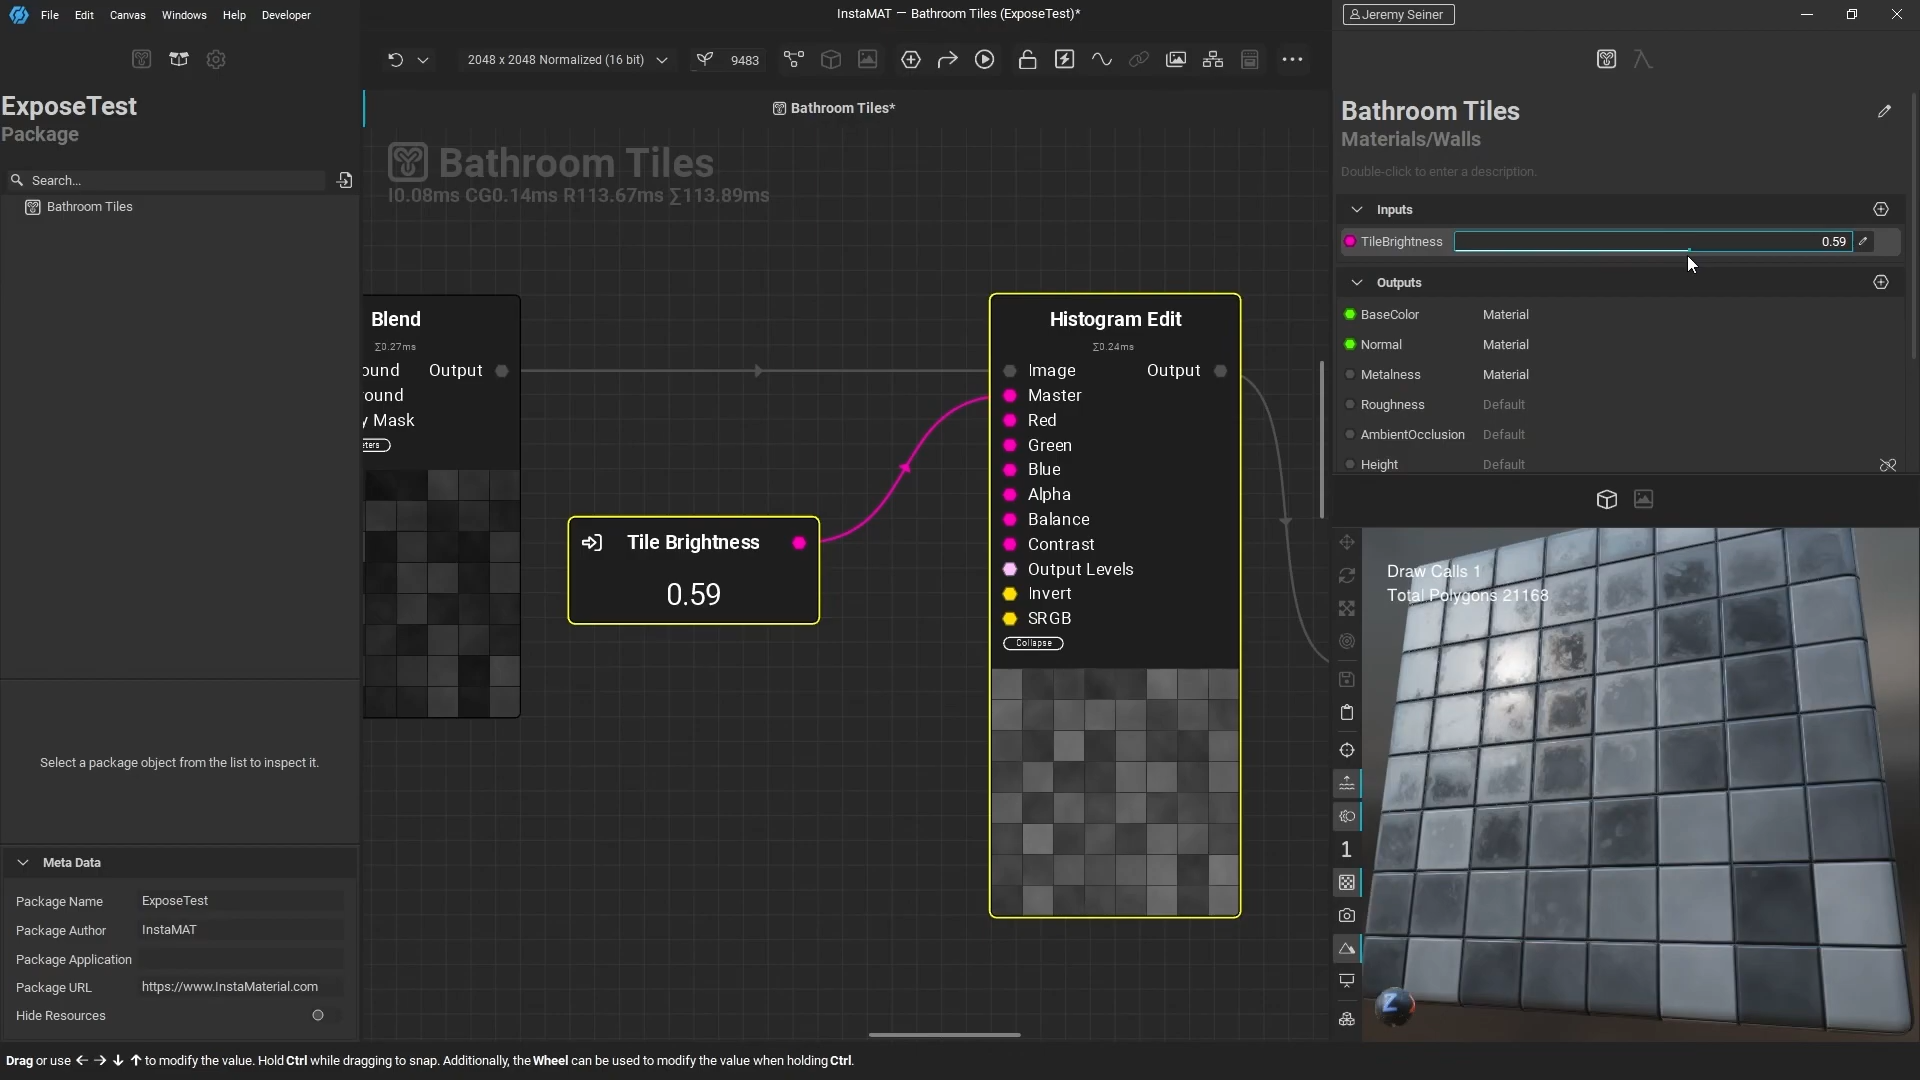 File Edit Canvas Windows Help Developer
InstaMAT — Bathroom Tiles (ExposeTest)*
Jeremy Seiner
2048 x 2048 Normalized (16 bit)
9483
ExposeTest
Package
Search...
Bathroom Tiles
Select a package object from the list to inspect it.
Meta Data
Package Name ExposeTest
Package Author InstaMAT
Package Application
Package URL https://www.InstaMaterial.com
Hide Resources
Bathroom Tiles*
Bathroom Tiles
I0.08ms CG0.14ms R113.67ms ∑113.89ms
Blend
∑0.27ms
ound Output
round
y Mask
eters
Tile Brightness
0.59
Histogram Edit
∑0.24ms
Image Output
Master
Red
Green
Blue
Alpha
Balance
Contrast
Output Levels
Invert
SRGB
Collapse
Bathroom Tiles
Materials/Walls
Double-click to enter a description.
Inputs
TileBrightness 0.59
Outputs
BaseColor Material
Normal Material
Metalness Material
Roughness Default
AmbientOcclusion Default
Height Default
Draw Calls 1
Total Polygons 21168
1
Z
Drag or use ← → ↓ ↑ to modify the value. Hold Ctrl while dragging to snap. Additionally, the Wheel can be used to modify the value when holding Ctrl.